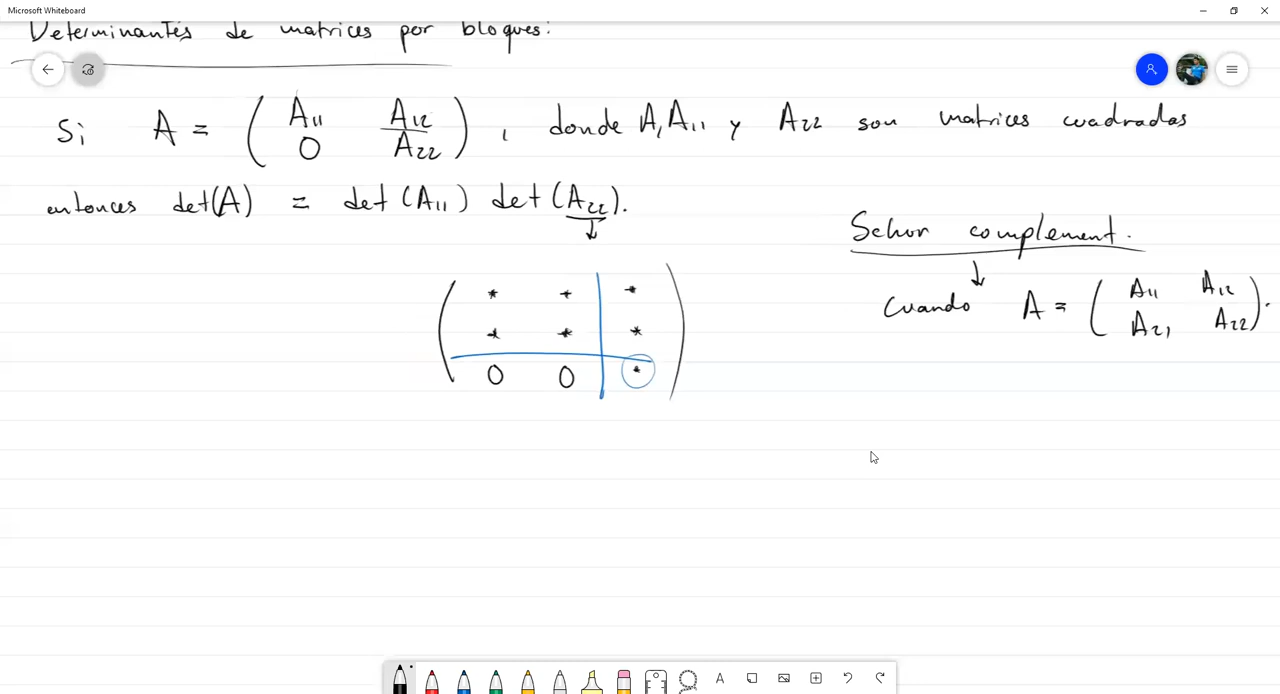 Microsoft Whiteboard
Determinantes de matrices por bloques:
Si A = ( A11 A12 0 A22 ) , donde A, A11 y A22 son matrices cuadradas
entonces det(A) = det(A11) det(A22).
* * *
* * *
0 0 *
Schur complement.
cuando A = ( A11 A12 A21 A22 ).
A